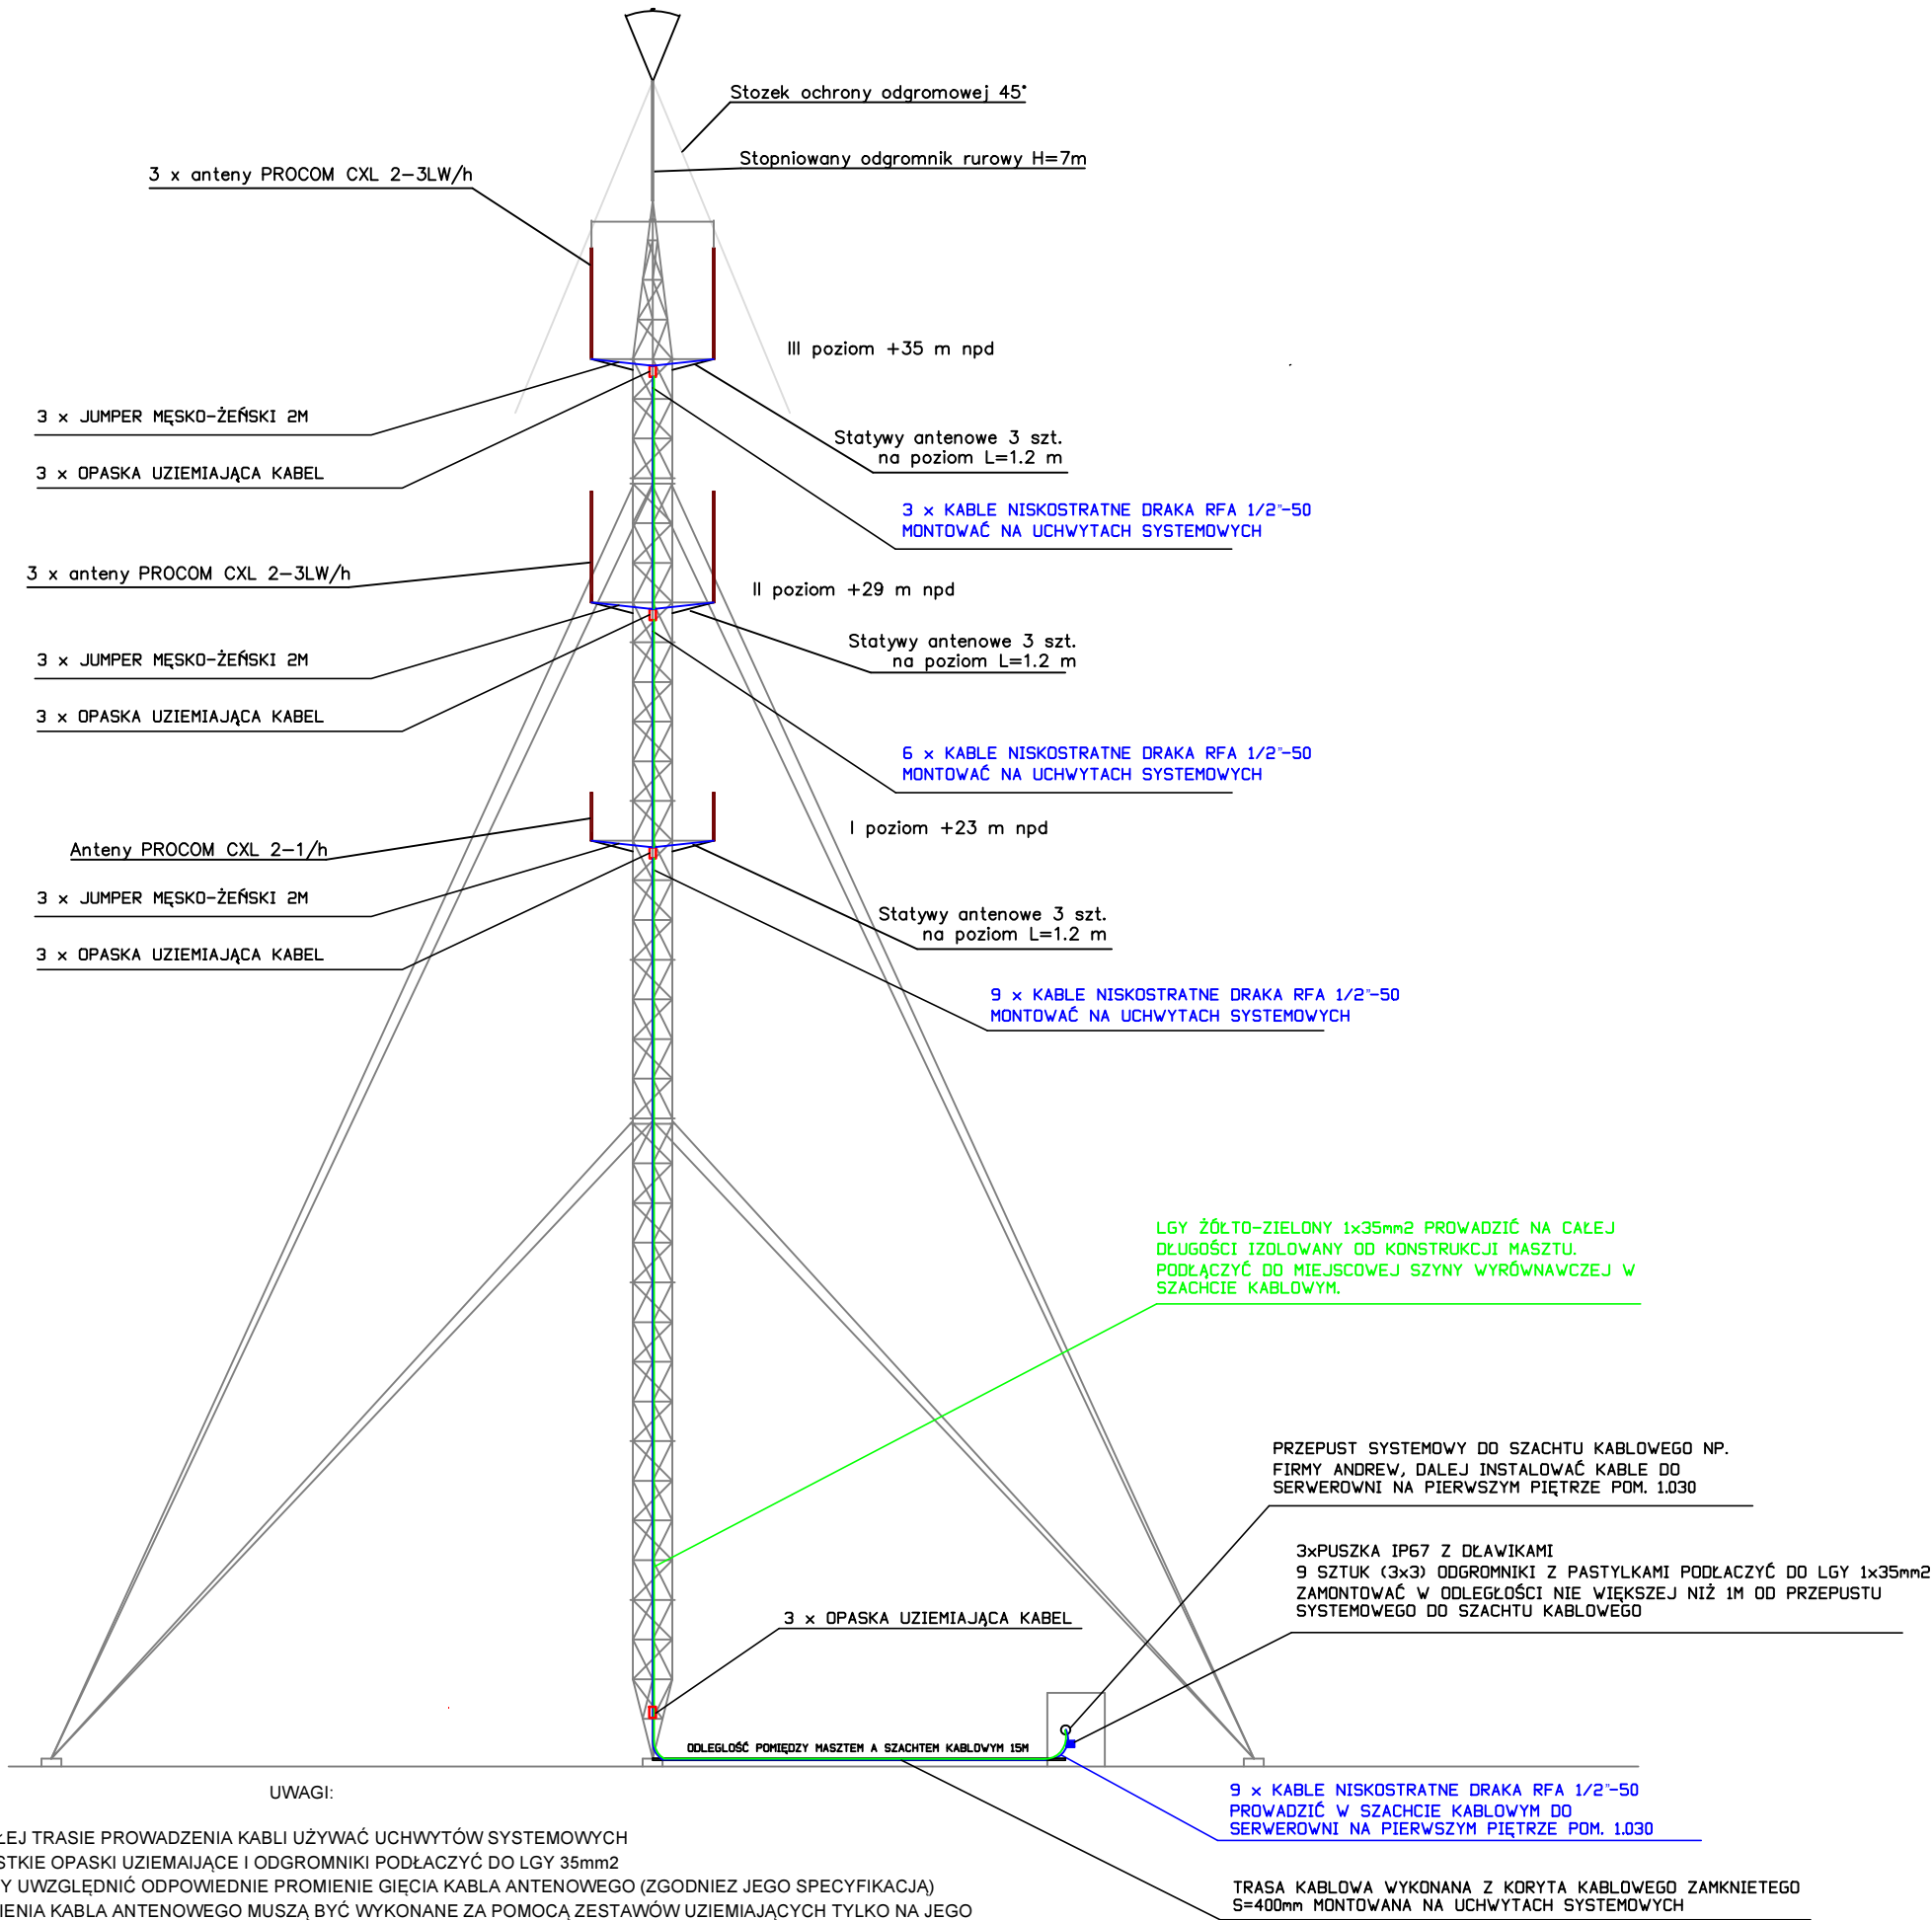 Stozek ochrony odgromowej 45°
Stopniowany odgromnik rurowy H=7m
3 x anteny PROCOM CXL 2-3LW/h
III poziom +35 m npd
3 x JUMPER MĘSKO-ŻEŃSKI 2M
Statywy antenowe 3 szt.
na poziom L=1.2 m
3 x OPASKA UZIEMIAJĄCA KABEL
3 x KABLE NISKOSTRATNE DRAKA RFA 1/2"-50
MONTOWAĆ NA UCHWYTACH SYSTEMOWYCH
3 x anteny PROCOM CXL 2-3LW/h
II poziom +29 m npd
Statywy antenowe 3 szt.
na poziom L=1.2 m
3 x JUMPER MĘSKO-ŻEŃSKI 2M
3 x OPASKA UZIEMIAJĄCA KABEL
6 x KABLE NISKOSTRATNE DRAKA RFA 1/2"-50
MONTOWAĆ NA UCHWYTACH SYSTEMOWYCH
I poziom +23 m npd
Anteny PROCOM CXL 2-1/h
3 x JUMPER MĘSKO-ŻEŃSKI 2M
Statywy antenowe 3 szt.
na poziom L=1.2 m
3 x OPASKA UZIEMIAJĄCA KABEL
9 x KABLE NISKOSTRATNE DRAKA RFA 1/2"-50
MONTOWAĆ NA UCHWYTACH SYSTEMOWYCH
LGY ŻÓŁTO-ZIELONY 1x35mm2 PROWADZIĆ NA CAŁEJ
DŁUGOŚCI IZOLOWANY OD KONSTRUKCJI MASZTU.
PODŁĄCZYĆ DO MIEJSCOWEJ SZYNY WYRÓWNAWCZEJ W
SZACHCIE KABLOWYM.
PRZEPUST SYSTEMOWY DO SZACHTU KABLOWEGO NP.
FIRMY ANDREW, DALEJ INSTALOWAĆ KABLE DO
SERWEROWNI NA PIERWSZYM PIĘTRZE POM. 1.030
3xPUSZKA IP67 Z DŁAWIKAMI
9 SZTUK (3x3) ODGROMNIKI Z PASTYLKAMI PODŁACZYĆ DO LGY 1x35mm2
ZAMONTOWAĆ W ODLEGŁOŚCI NIE WIĘKSZEJ NIŻ 1M OD PRZEPUSTU
SYSTEMOWEGO DO SZACHTU KABLOWEGO
3 x OPASKA UZIEMIAJĄCA KABEL
ODLEGLOŚĆ POMIĘDZY MASZTEM A SZACHTEM KABLOWYM 15M
9 x KABLE NISKOSTRATNE DRAKA RFA 1/2"-50
PROWADZIĆ W SZACHCIE KABLOWYM DO
SERWEROWNI NA PIERWSZYM PIĘTRZE POM. 1.030
TRASA KABLOWA WYKONANA Z KORYTA KABLOWEGO ZAMKNIETEGO
S=400mm MONTOWANA NA UCHWYTACH SYSTEMOWYCH
UWAGI:
ŁEJ TRASIE PROWADZENIA KABLI UŻYWAĆ UCHWYTÓW SYSTEMOWYCH
STKIE OPASKI UZIEMAIJĄCE I ODGROMNIKI PODŁACZYĆ DO LGY 35mm2
Y UWZGLĘDNIĆ ODPOWIEDNIE PROMIENIE GIĘCIA KABLA ANTENOWEGO (ZGODNIEZ JEGO SPECYFIKACJĄ)
IENIA KABLA ANTENOWEGO MUSZĄ BYĆ WYKONANE ZA POMOCĄ ZESTAWÓW UZIEMIAJĄCYCH TYLKO NA JEGO